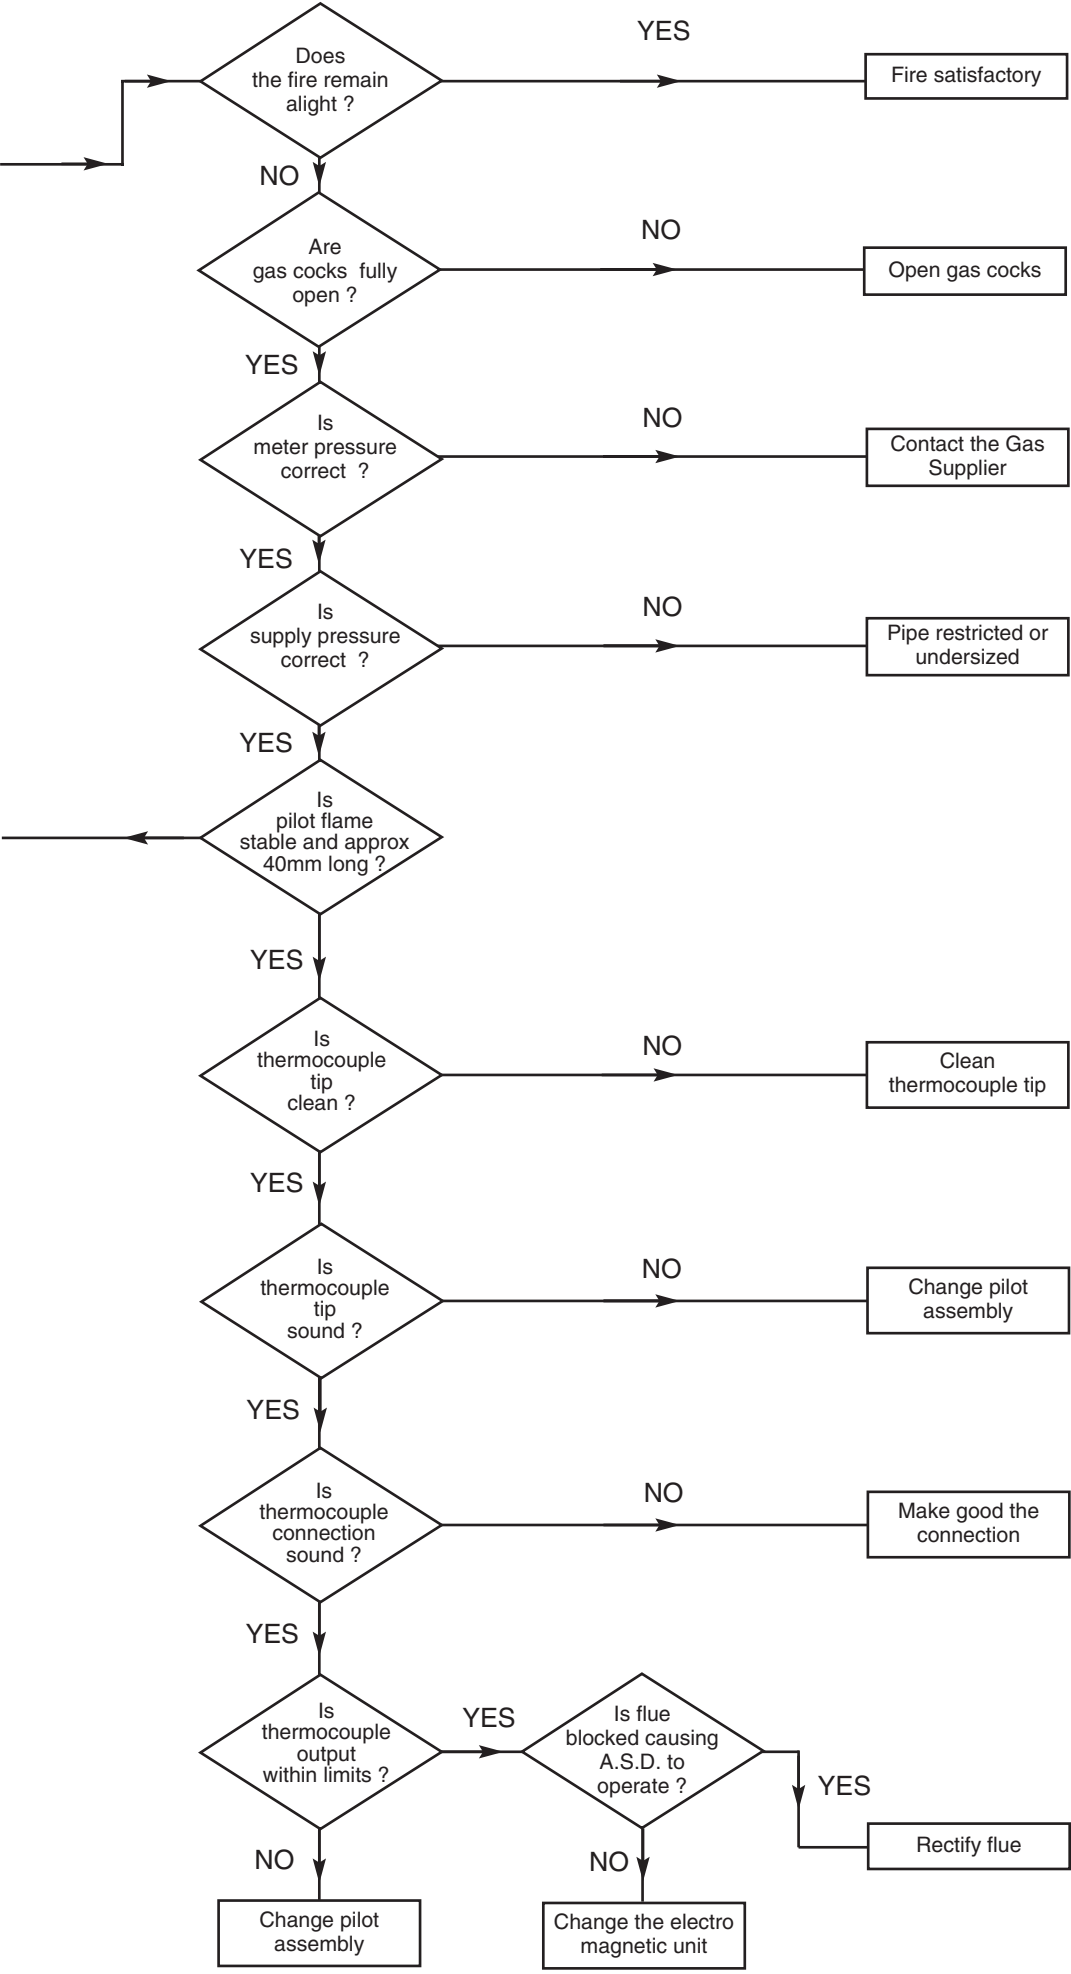 Does
the fire remain
alight ?
YES
Fire satisfactory
NO
Are
gas cocks fully
open ?
NO
Open gas cocks
YES
Is
meter pressure
correct ?
NO
Contact the Gas
Supplier
YES
Is
supply pressure
correct ?
NO
Pipe restricted or
undersized
YES
Is
pilot flame
stable and approx
40mm long ?
YES
Is
thermocouple
tip
clean ?
NO
Clean
thermocouple tip
YES
Is
thermocouple
tip
sound ?
NO
Change pilot
assembly
YES
Is
thermocouple
connection
sound ?
NO
Make good the
connection
YES
Is
thermocouple
output
within limits ?
YES
Is flue
blocked causing
A.S.D. to
operate ?
YES
Rectify flue
NO
Change pilot
assembly
NO
Change the electro
magnetic unit